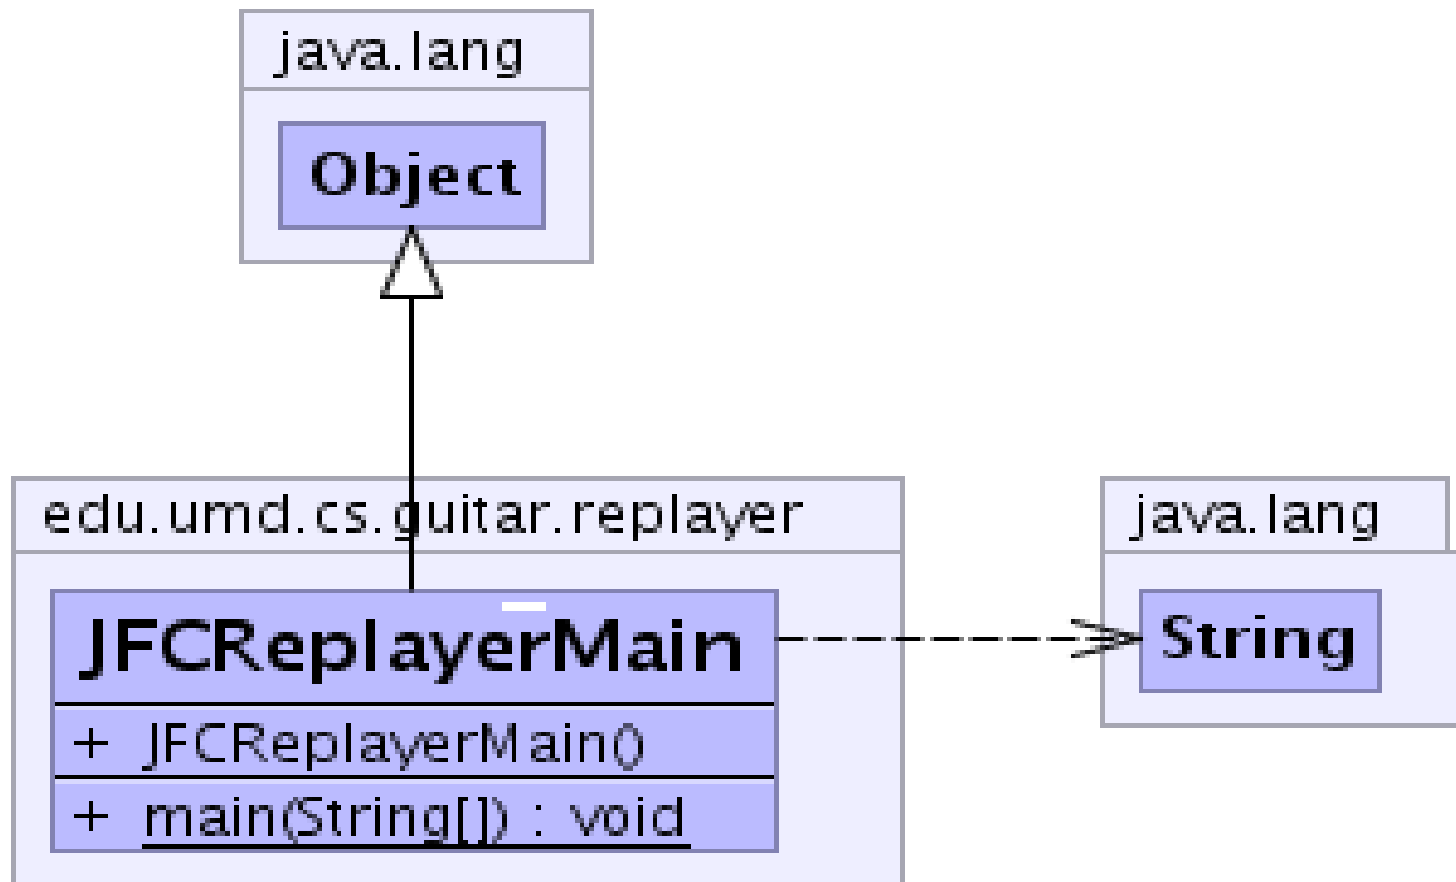 java.lang
Object
edu.umd.cs.guitar.replayer
java.lang
JFCReplayerMain
String
+ JFCReplayerMain()
+ main(String[]) : void